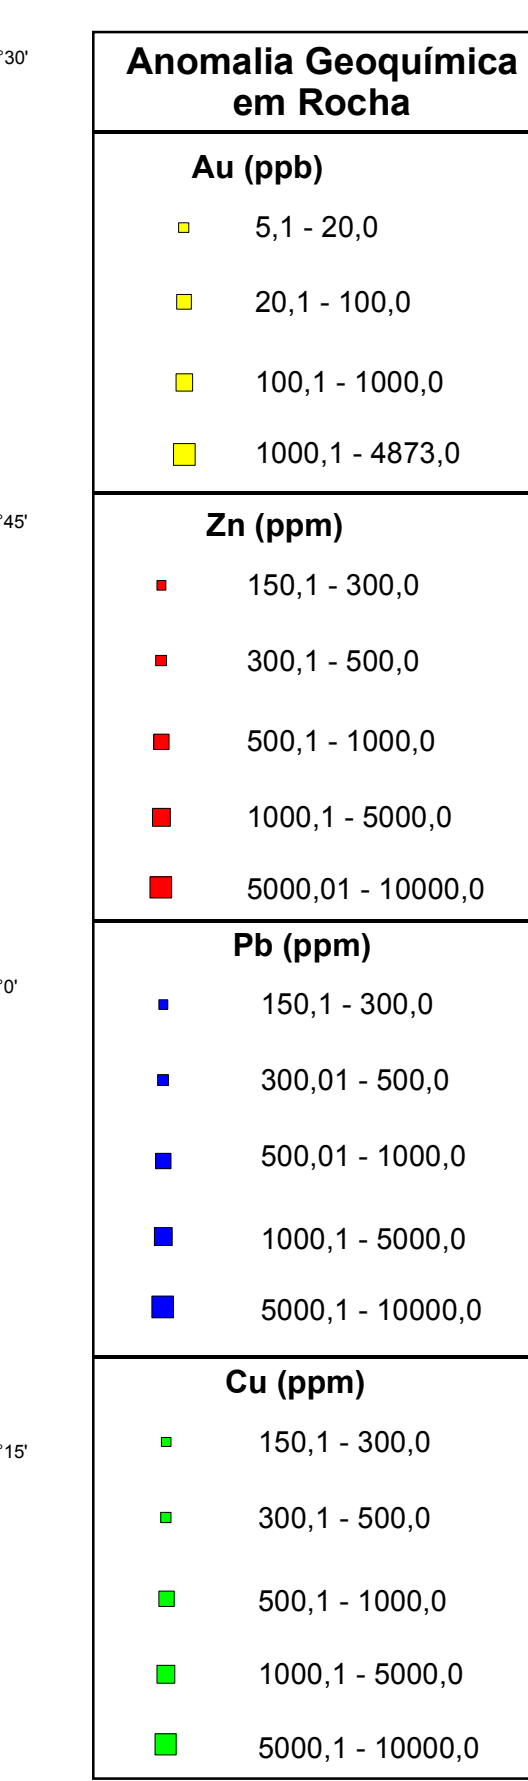 °30'
Anomalia Geoquímica
em Rocha
Au (ppb)
5,1 - 20,0
20,1 - 100,0
100,1 - 1000,0
1000,1 - 4873,0
°45'
Zn (ppm)
150,1 - 300,0
300,1 - 500,0
500,1 - 1000,0
1000,1 - 5000,0
5000,01 - 10000,0
Pb (ppm)
°0'
150,1 - 300,0
300,01 - 500,0
500,01 - 1000,0
1000,1 - 5000,0
5000,1 - 10000,0
Cu (ppm)
°15'
150,1 - 300,0
300,1 - 500,0
500,1 - 1000,0
1000,1 - 5000,0
5000,1 - 10000,0